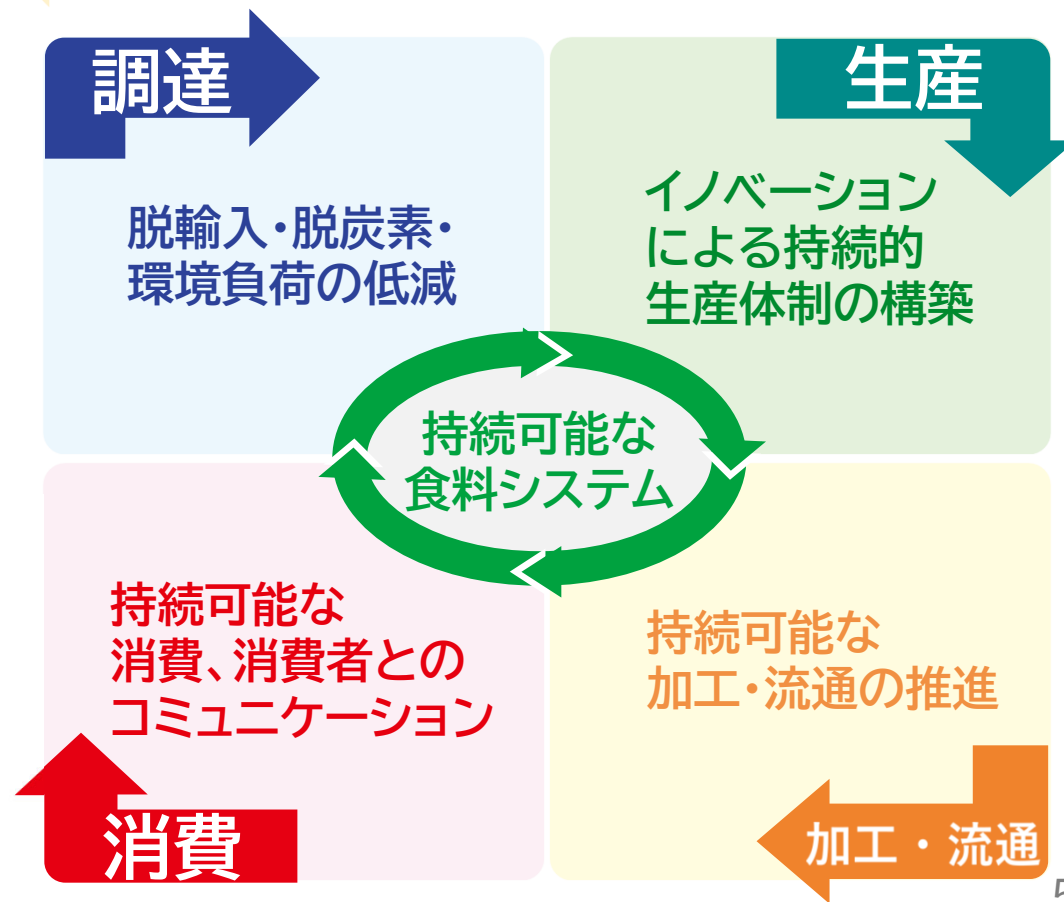 調達
脱輸入・脱炭素・
環境負荷の低減
生産
イノベーション
による持続的
生産体制の構築
持続可能な
食料システム
持続可能な
消費、消費者との
コミュニケーション
消費
持続可能な
加工・流通の推進
加工・流通